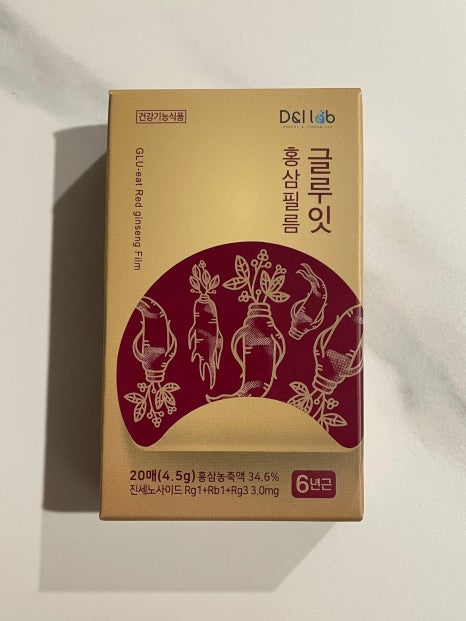 건강기능식품
D&I lab
글루잇
홍삼필름
GLU-eat Red ginseng Film
20매(4.5g) 홍삼농축액 34.6%
진세노사이드 Rg1+Rb1+Rg3 3.0mg
6년근